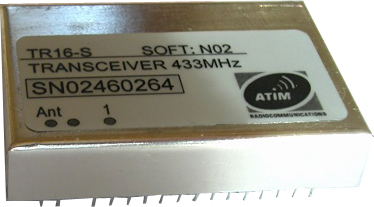 TR16-S SOFT: N02
TRANSCEIVER 433MHz
SN02460264
ATIM
RADIOCOMMUNICATIONS
Ant 1